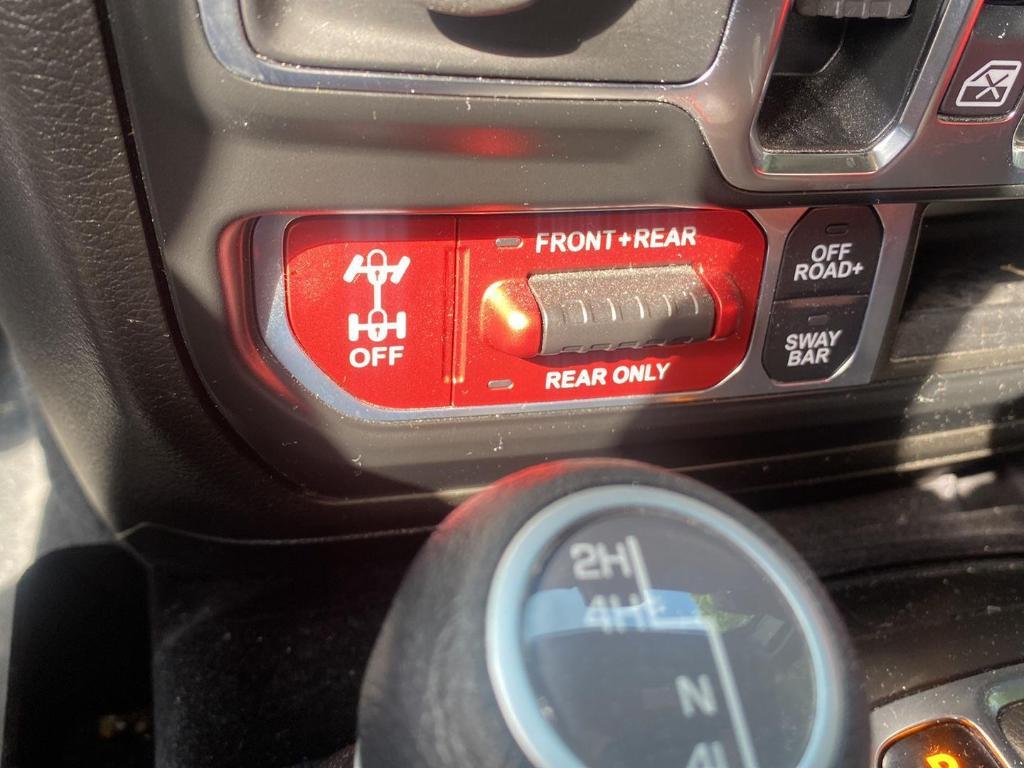 FRONT+REAR
OFF
REAR ONLY
OFF
ROAD+
SWAY
BAR
2H
4H
N